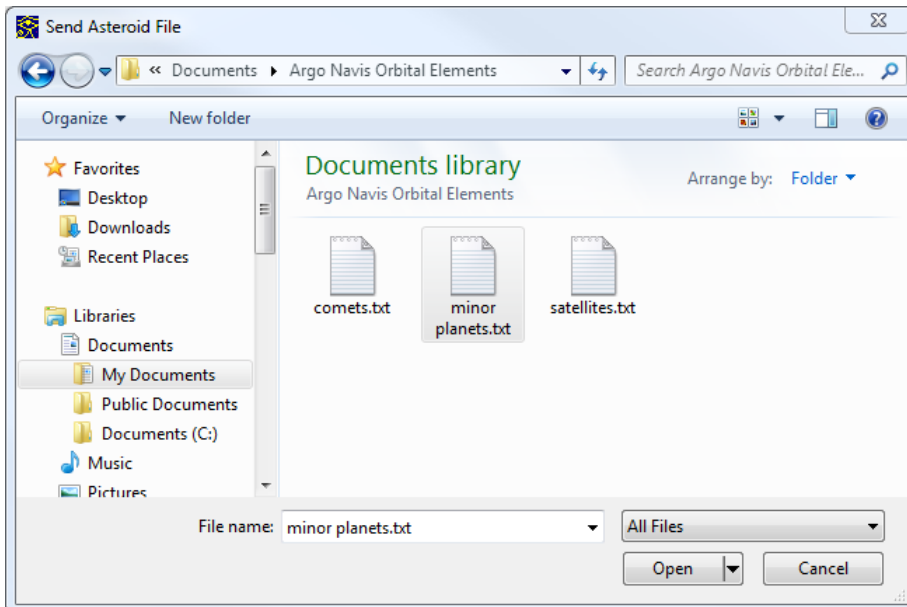 Send Asteroid File
« Documents ▸ Argo Navis Orbital Elements
Search Argo Navis Orbital Ele...
Organize
New folder
Favorites
Desktop
Downloads
Recent Places
Libraries
Documents
My Documents
Public Documents
Documents (C:)
Music
Pictures
Documents library
Argo Navis Orbital Elements
Arrange by: Folder
comets.txt
minor
planets.txt
satellites.txt
File name: minor planets.txt
All Files
Open
Cancel